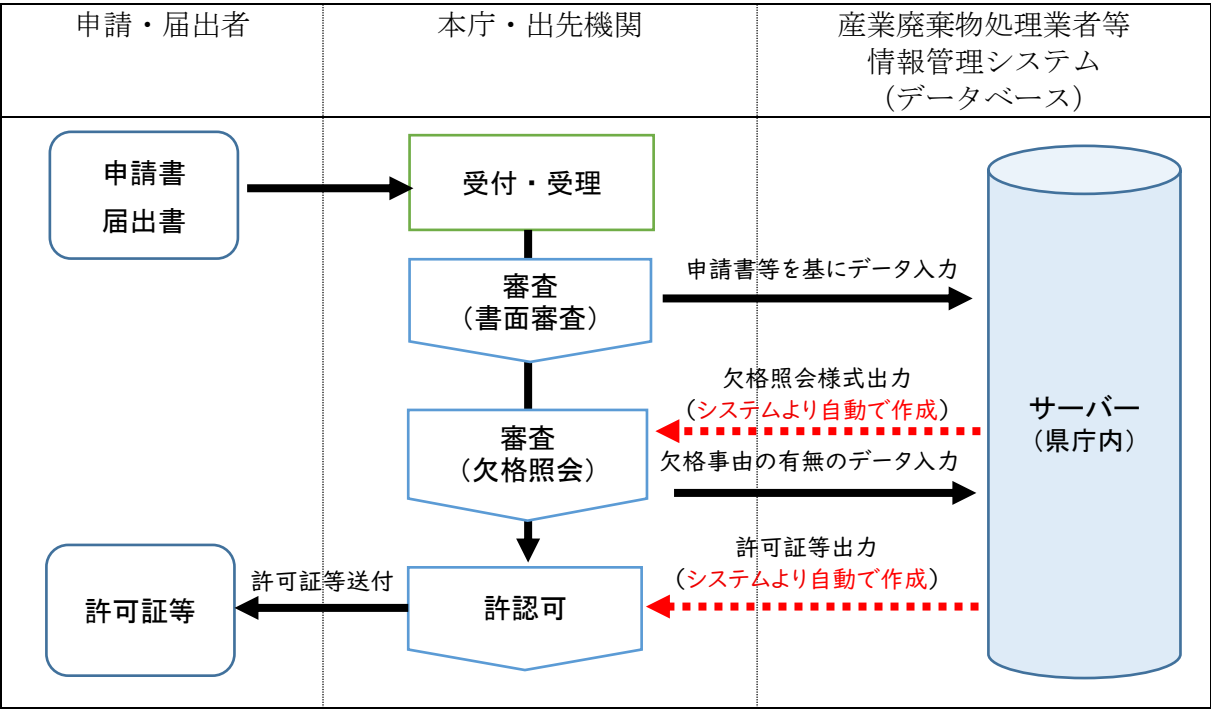 申請・届出者
本庁・出先機関
産業廃棄物処理業者等
情報管理システム
（データベース）
申請書
届出書
受付・受理
審査
（書面審査）
申請書等を基にデータ入力
欠格照会様式出力
（システムより自動で作成）
審査
（欠格照会）
欠格事由の有無のデータ入力
サーバー
（県庁内）
許可証等出力
（システムより自動で作成）
許可証等
許可証等送付
許認可